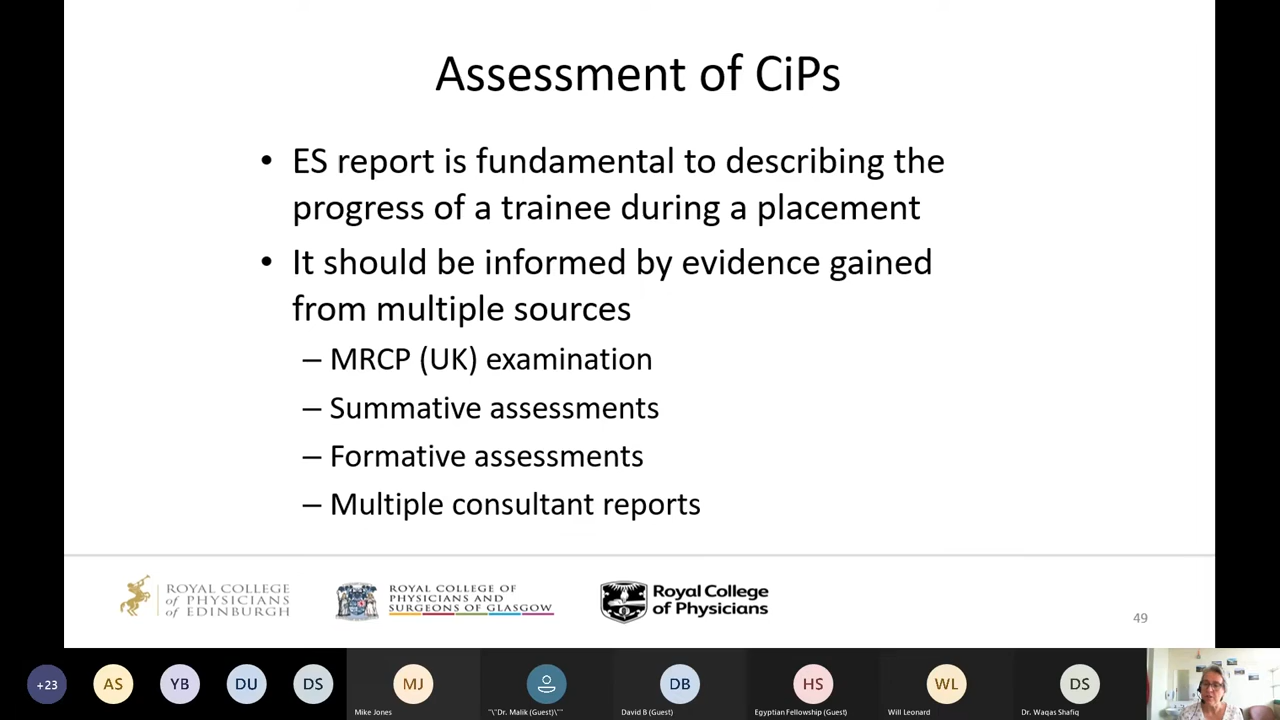 Assessment of CiPs
• ES report is fundamental to describing the
progress of a trainee during a placement
• It should be informed by evidence gained
from multiple sources
– MRCP (UK) examination
– Summative assessments
– Formative assessments
– Multiple consultant reports
ROYAL COLLEGE
of PHYSICIANS
of EDINBURGH
ROYAL COLLEGE OF
PHYSICIANS AND
SURGEONS OF GLASGOW
Royal College
of Physicians
49
+23
AS
YB
DU
DS
MJ
DB
HS
WL
DS
Mike Jones
"\"Dr. Malik (Guest)\""
David B (Guest)
Egyptian Fellowship (Guest)
Will Leonard
Dr. Waqas Shafiq